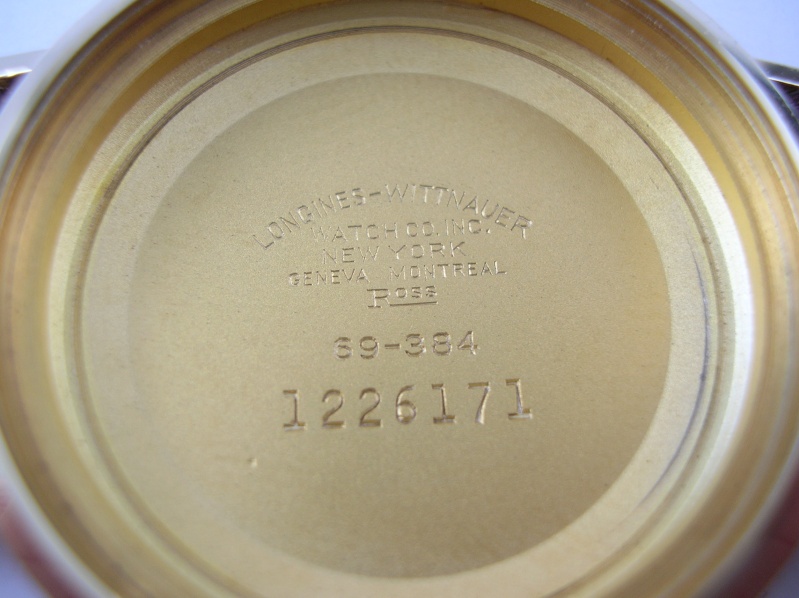 LONGINES-WITTNAUER
WATCH CO. INC.
NEW YORK
GENEVA MONTREAL
ROSS
69-384
1226171